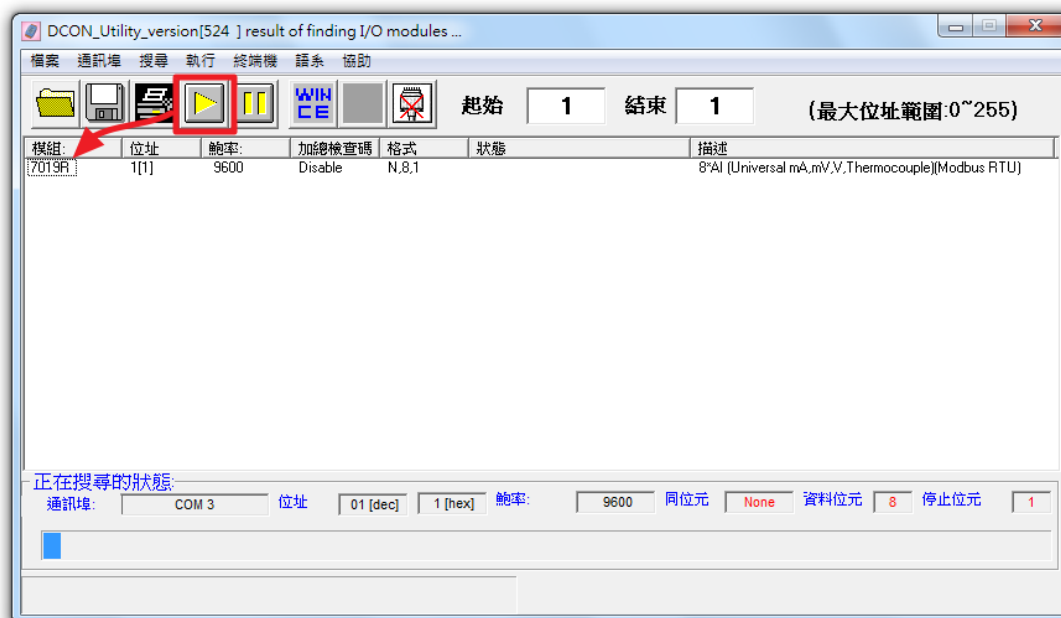 DCON_Utility_version[524 ] result of finding I/O modules ...
檔案 通訊埠 搜尋 執行 終端機 語系 協助
WIN CE 起始 1 結束 1 (最大位址範圍:0~255)
模組: 位址 鮑率: 加總檢查碼 格式 狀態 描述
7019R 1[1] 9600 Disable N,8,1 8*AI (Universal mA,mV,V,Thermocouple)(Modbus RTU)
正在搜尋的狀態:
通訊埠: COM 3 位址 01 [dec] 1 [hex] 鮑率: 9600 同位元 None 資料位元 8 停止位元 1